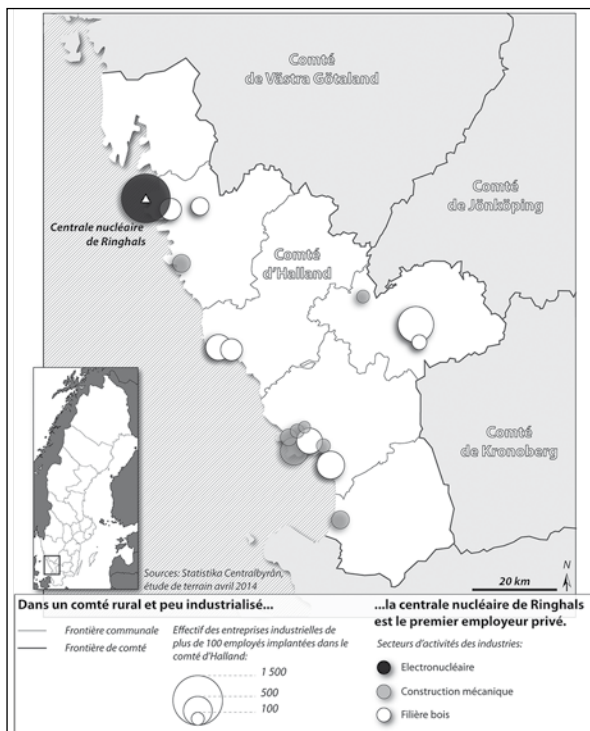 Comté
de Västra Götaland
Comté
de Jönköping
Centrale nucléaire
de Ringhals
Comté
d'Halland
Comté
de Kronoberg
Sources: Statistika Centralbyrån,
étude de terrain avril 2014
N
20 km
Dans un comté rural et peu industrialisé...
Frontière communale
Frontière de comté
Effectif des entreprises industrielles de
plus de 100 employés implantées dans le
comté d'Halland:
1 500
500
100
...la centrale nucléaire de Ringhals
est le premier employeur privé.
Secteurs d'activités des industries:
Electronucléaire
Construction mécanique
Filière bois